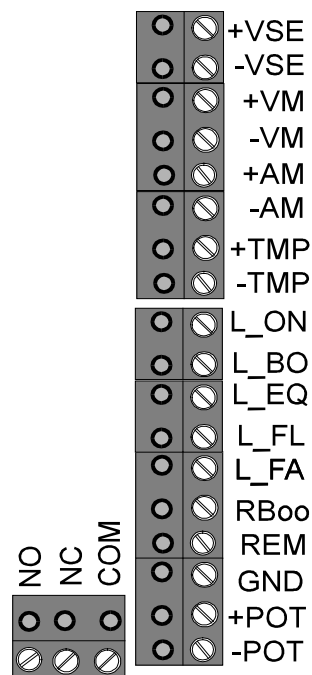 +VSE
-VSE
+VM
-VM
+AM
-AM
+TMP
-TMP
L_ON
L_BO
L_EQ
L_FL
L_FA
RBoo
REM
GND
+POT
-POT
NO
NC
COM